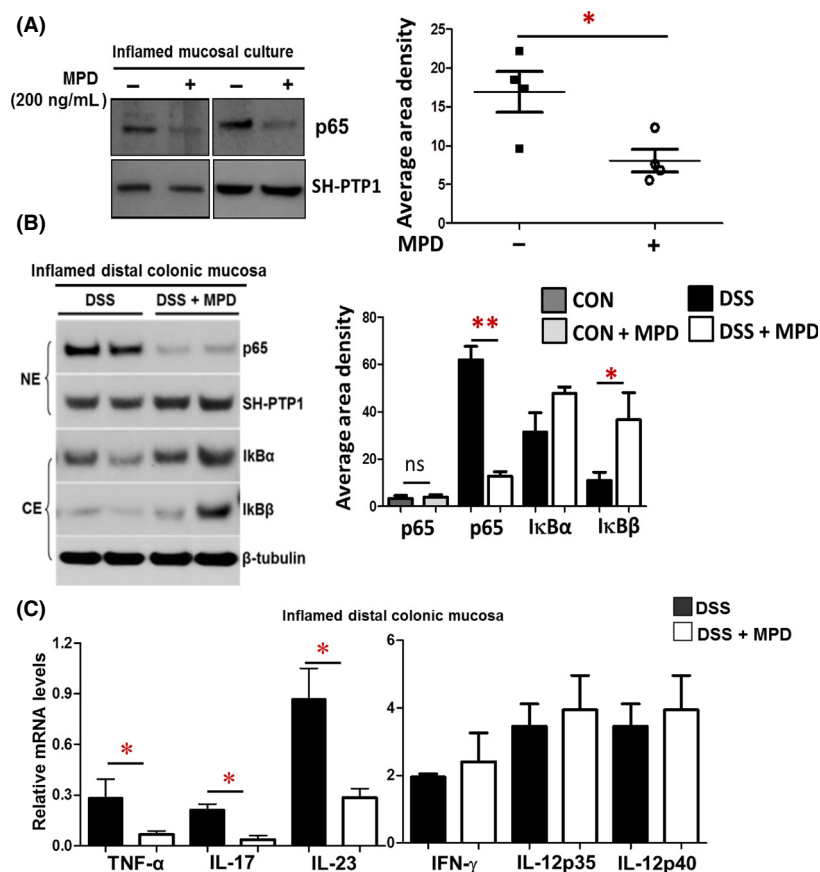 (A)
Inflamed mucosal culture
MPD
(200 ng/mL)
– + – +
p65
SH-PTP1
*
Average area density
25
20
15
10
5
0
MPD – +
(B)
Inflamed distal colonic mucosa
DSS DSS + MPD
NE
p65
SH-PTP1
CE
IkBα
IkBβ
β-tubulin
CON DSS
CON + MPD DSS + MPD
Average area density
80
60
40
20
0
ns
**
*
p65 p65 IκBα IκBβ
(C)
Inflamed distal colonic mucosa
DSS
DSS + MPD
Relative mRNA levels
1.2
0.9
0.6
0.3
0.0
* * *
TNF-α IL-17 IL-23
6
4
2
0
IFN-γ IL-12p35 IL-12p40